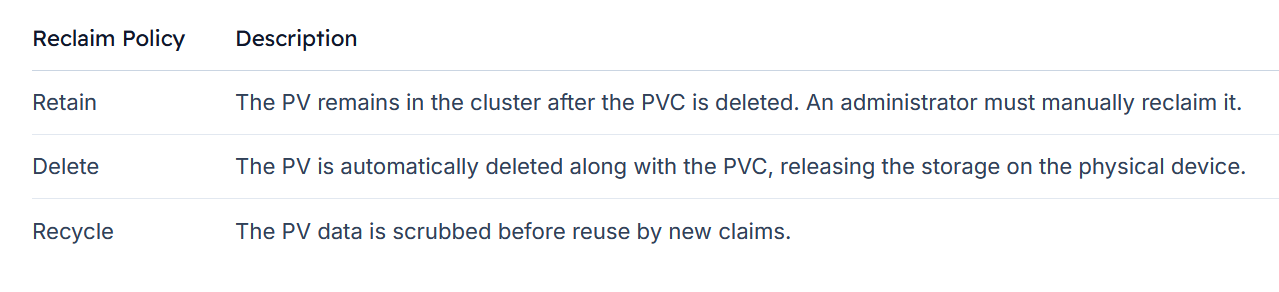 Reclaim Policy Description
Retain The PV remains in the cluster after the PVC is deleted. An administrator must manually reclaim it.
Delete The PV is automatically deleted along with the PVC, releasing the storage on the physical device.
Recycle The PV data is scrubbed before reuse by new claims.